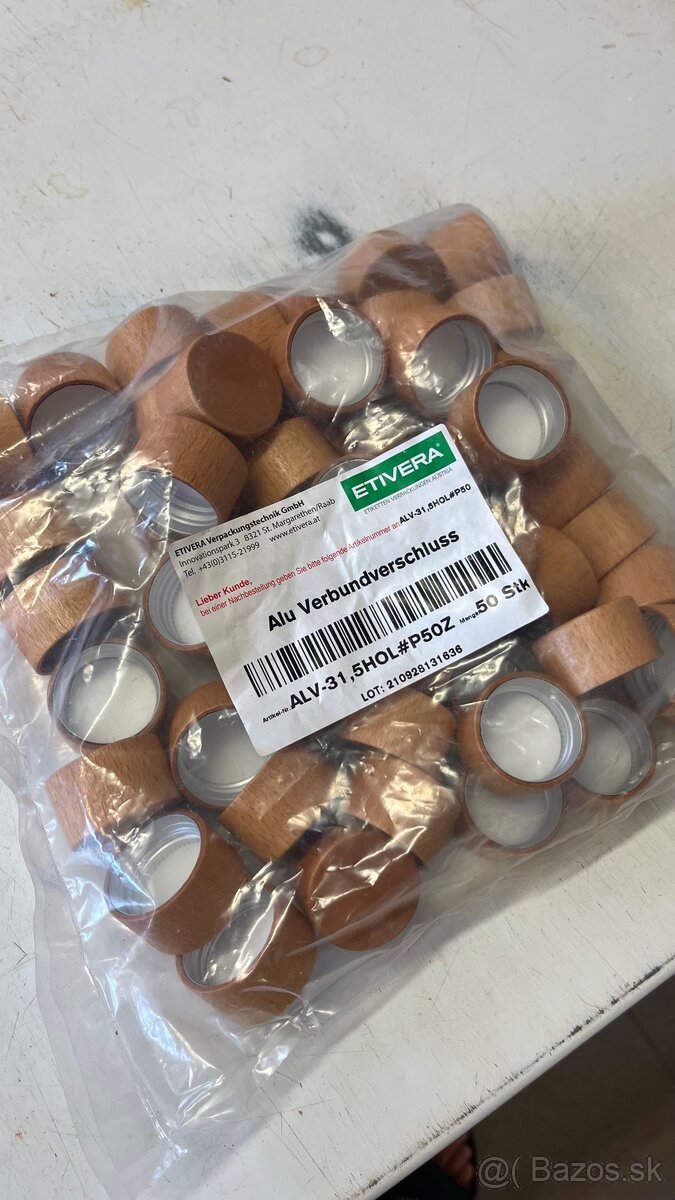 ETIVERA®
ETIKETTEN VERPACKUNGEN AUSTRIA
ETIVERA Verpackungstechnik GmbH
Innovationspark 3 8321 St. Margarethen/Raab
Tel. +43(0)3115-21999 www.etivera.at
Lieber Kunde,
bei einer Nachbestellung geben Sie bitte folgende Artikelnummer an ALV-31,5HOL#P50
Alu Verbundverschluss
Artikel-Nr. ALV-31,5HOL#P50Z Menge 50 Stk
LOT: 210928131636
@( Bazos.sk